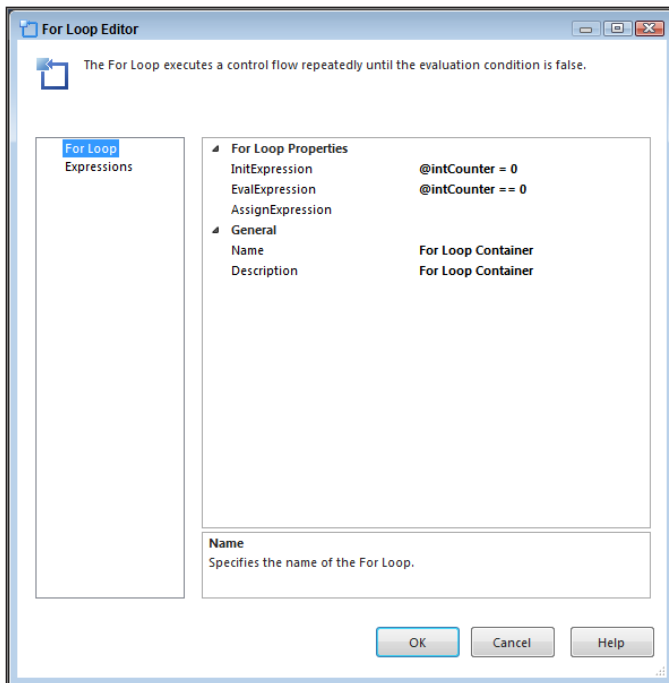 For Loop Editor
The For Loop executes a control flow repeatedly until the evaluation condition is false.
For Loop
Expressions
For Loop Properties
InitExpression @intCounter = 0
EvalExpression @intCounter == 0
AssignExpression
General
Name For Loop Container
Description For Loop Container
Name
Specifies the name of the For Loop.
OK Cancel Help